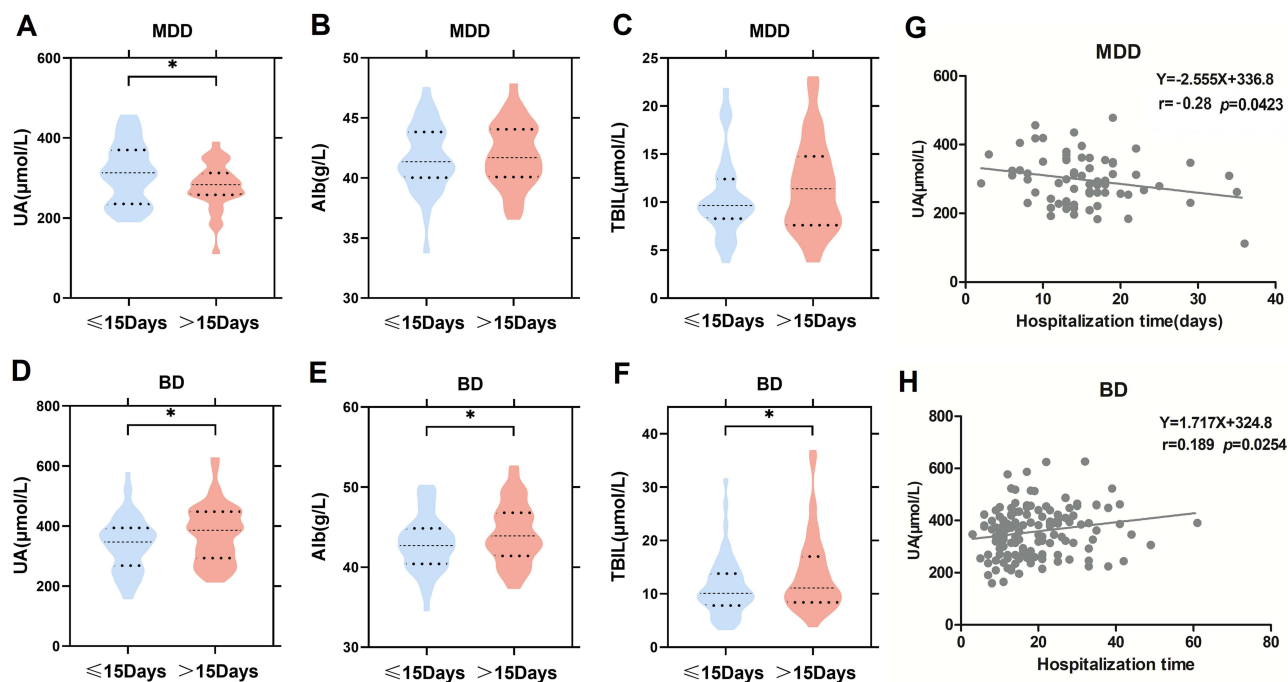 A
MDD
600
400
200
0
UA(μmol/L)
*
⩽15Days
>15Days
B
MDD
50
45
40
35
30
Alb(g/L)
⩽15Days
>15Days
C
MDD
25
20
15
10
5
0
TBIL(μmol/L)
⩽15Days
>15Days
G
MDD
Y=-2.555X+336.8
r=-0.28 p=0.0423
600
400
200
0
UA(μmol/L)
0 10 20 30 40
Hospitalization time(days)
D
BD
800
600
400
200
0
UA(μmol/L)
*
⩽15Days
>15Days
E
BD
60
50
40
30
Alb(g/L)
*
⩽15Days
>15Days
F
BD
40
30
20
10
0
TBIL(μmol/L)
*
⩽15Days
>15Days
H
BD
Y=1.717X+324.8
r=0.189 p=0.0254
800
600
400
200
0
UA(μmol/L)
0 20 40 60 80
Hospitalization time